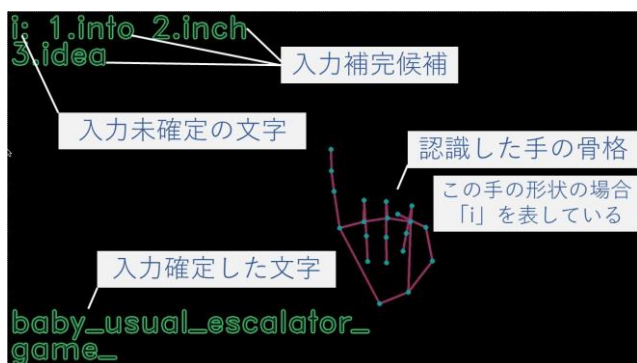 i: 1.into 2.inch
3.idea
入力補完候補
入力未確定の文字
認識した手の骨格
この手の形状の場合
「i」を表している
入力確定した文字
baby_usual_escalator_
game_